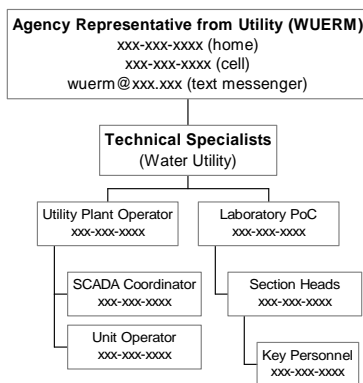 Agency Representative from Utility (WUERM)
xxx-xxx-xxxx (home)
xxx-xxx-xxxx (cell)
wuerm@xxx.xxx (text messenger)
Technical Specialists
(Water Utility)
Utility Plant Operator
xxx-xxx-xxxx
Laboratory PoC
xxx-xxx-xxxx
SCADA Coordinator
xxx-xxx-xxxx
Section Heads
xxx-xxx-xxxx
Unit Operator
xxx-xxx-xxxx
Key Personnel
xxx-xxx-xxxx